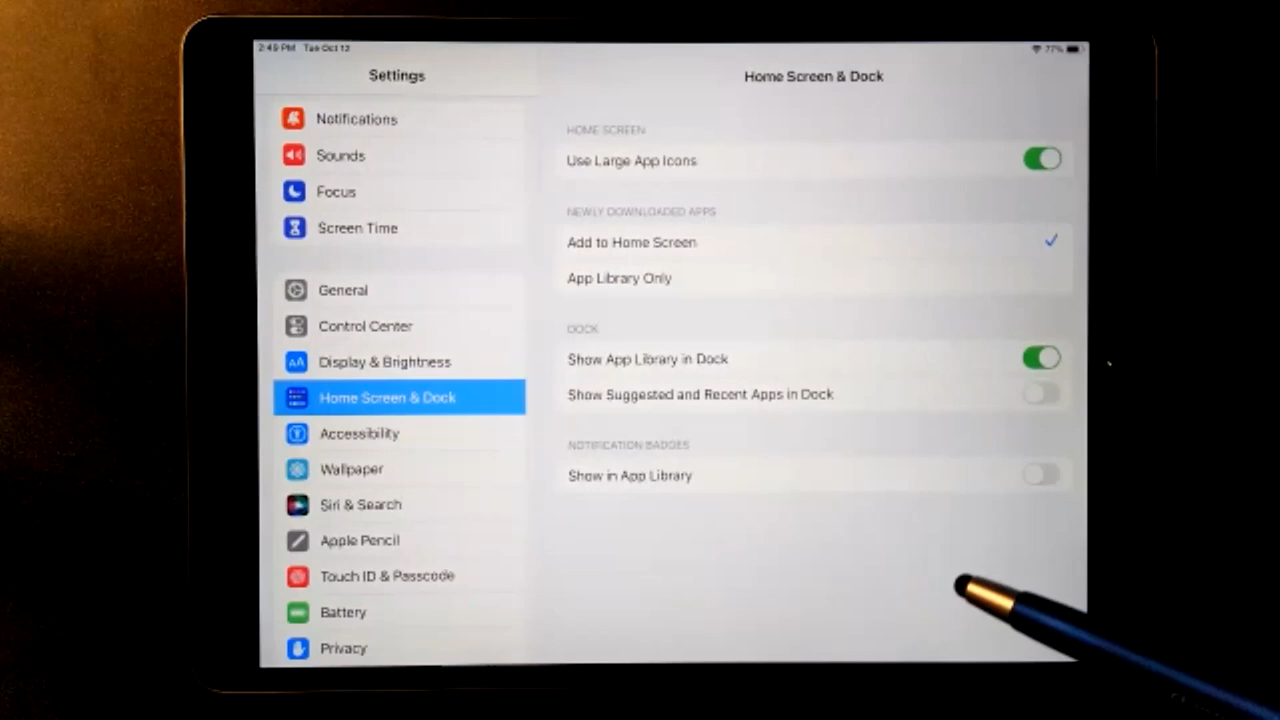 2:49 PM Tue Oct 12
77%
Settings
Notifications
Sounds
Focus
Screen Time
General
Control Center
Display & Brightness
Home Screen & Dock
Accessibility
Wallpaper
Siri & Search
Apple Pencil
Touch ID & Passcode
Battery
Privacy
Home Screen & Dock
HOME SCREEN
Use Large App Icons
NEWLY DOWNLOADED APPS
Add to Home Screen
App Library Only
DOCK
Show App Library in Dock
Show Suggested and Recent Apps in Dock
NOTIFICATION BADGES
Show in App Library